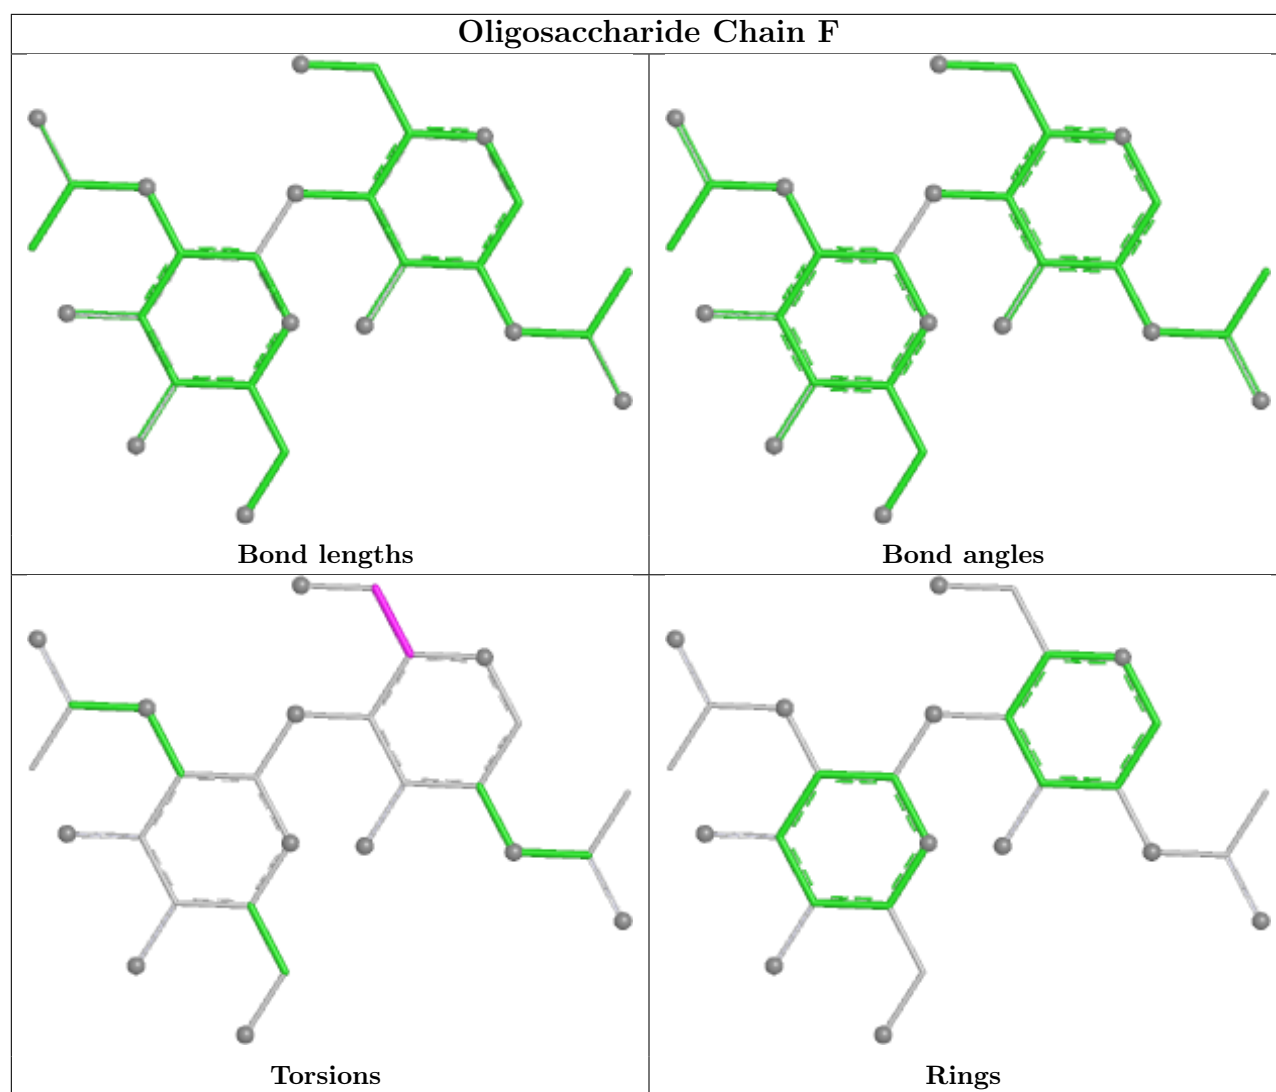 Oligosaccharide Chain F
Bond lengths
Bond angles
Torsions
Rings